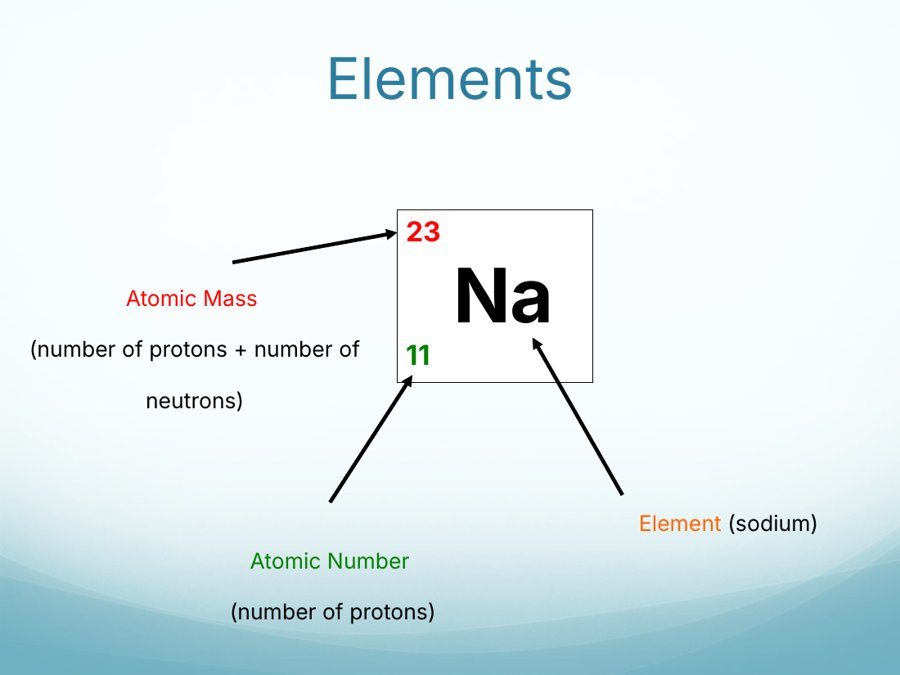 Elements
23
Na
11
Atomic Mass
(number of protons + number of
neutrons)
Element (sodium)
Atomic Number
(number of protons)